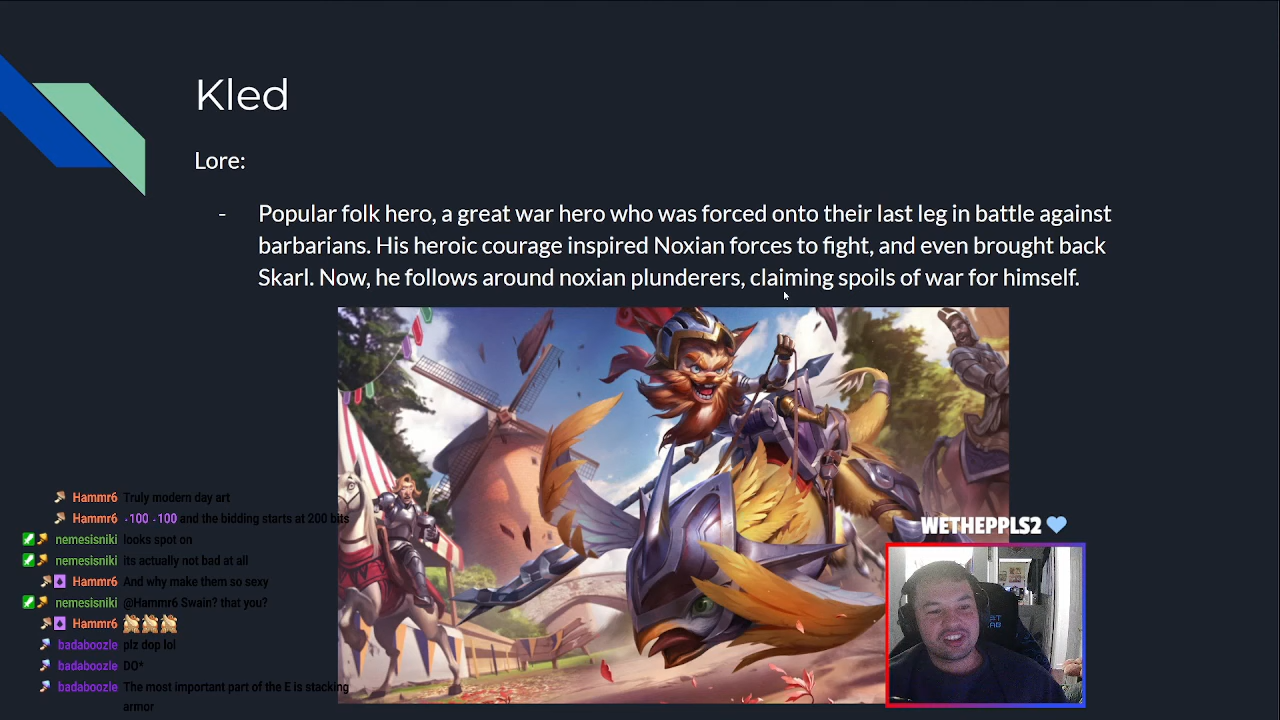 Kled
Lore:
- Popular folk hero, a great war hero who was forced onto their last leg in battle against
barbarians. His heroic courage inspired Noxian forces to fight, and even brought back
Skarl. Now, he follows around noxian plunderers, claiming spoils of war for himself.
Hammr6 Truly modern day art
Hammr6 100 100 and the bidding starts at 200 bits
nemesisniki looks spot on
nemesisniki its actually not bad at all
Hammr6 And why make them so sexy
nemesisniki @Hammr6 Swain? that you?
Hammr6
badaboozle plz dop lol
badaboozle DO*
badaboozle The most important part of the E is stacking
armor
WETHEPPLS2